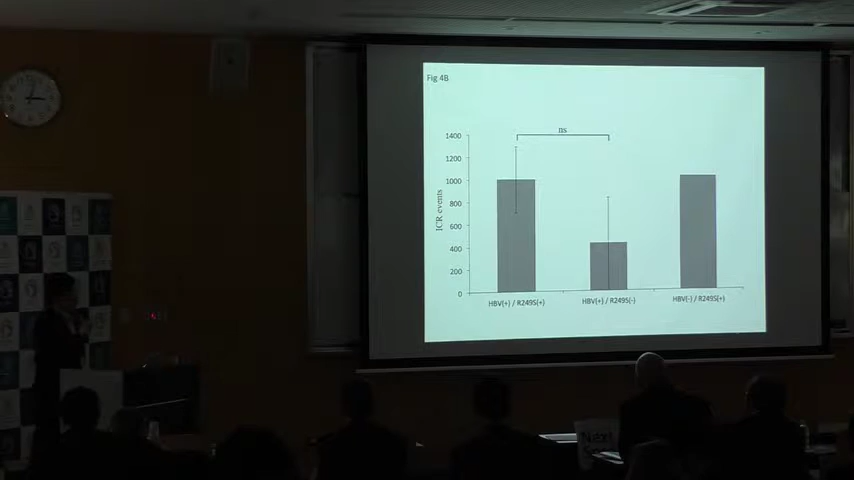 Fig 4B
ns
1400
1200
1000
800
600
400
200
0
ICR events
HBV(+) / R249S(+)
HBV(+) / R249S(-)
HBV(-) / R249S(+)